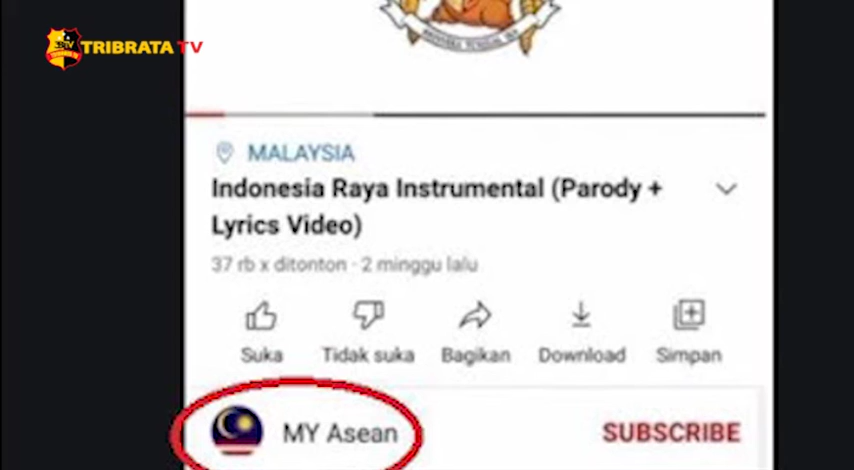 TRIBRATA TV
MALAYSIA
Indonesia Raya Instrumental (Parody +
Lyrics Video)
37 rb x ditonton · 2 minggu lalu
Suka Tidak suka Bagikan Download Simpan
MY Asean SUBSCRIBE